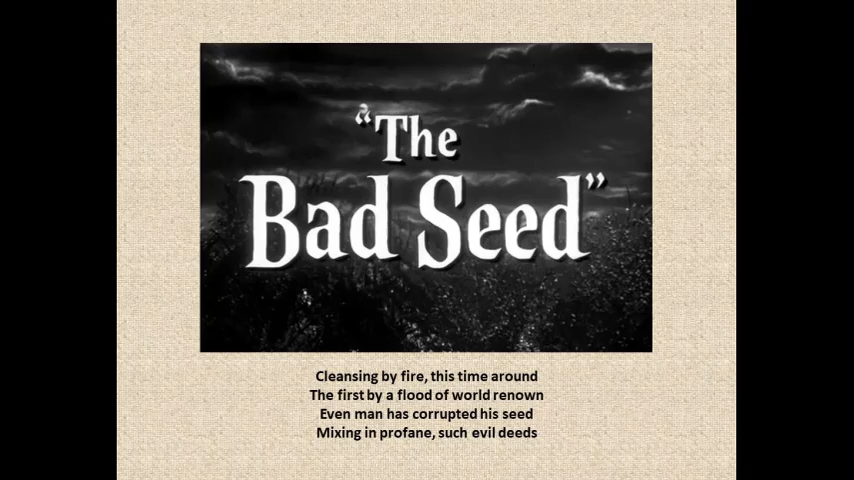 “The
Bad Seed”
Cleansing by fire, this time around
The first by a flood of world renown
Even man has corrupted his seed
Mixing in profane, such evil deeds